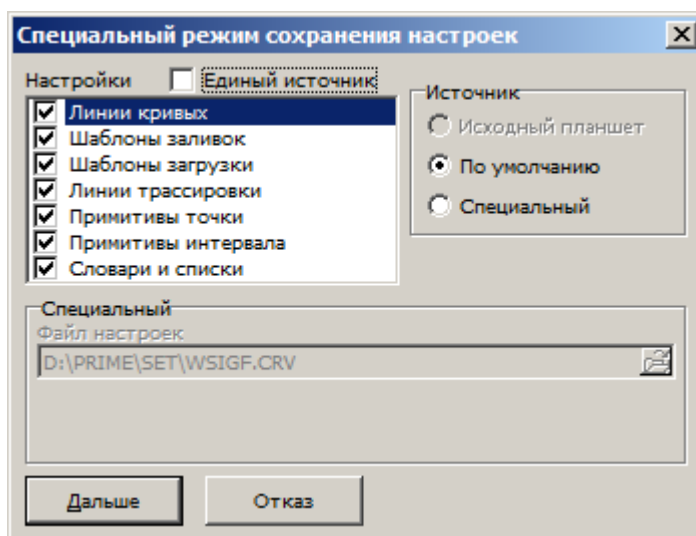 Специальный режим сохранения настроек
Настройки
Единый источник
Линии кривых
Шаблоны заливок
Шаблоны загрузки
Линии трассировки
Примитивы точки
Примитивы интервала
Словари и списки
Источник
Исходный планшет
По умолчанию
Специальный
Специальный
Файл настроек
D:\PRIME\SET\WSIGF.CRV
Дальше
Отказ